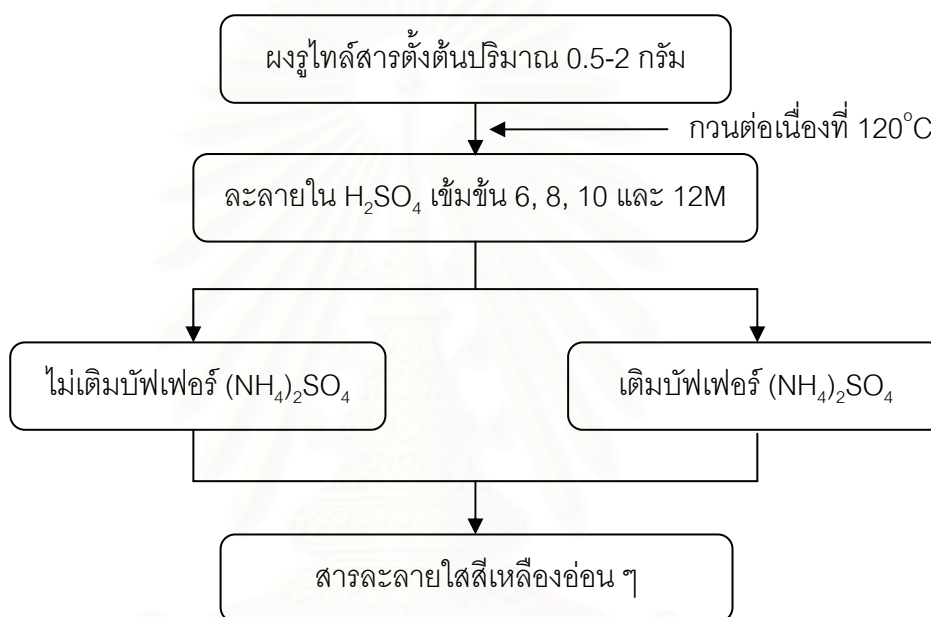 ผงรูไทล์สารตั้งต้นปริมาณ 0.5-2 กรัม
กวนต่อเนื่องที่ 120°C
ละลายใน H₂SO₄ เข้มข้น 6, 8, 10 และ 12M
ไม่เติมบัฟเฟอร์ (NH₄)₂SO₄
เติมบัฟเฟอร์ (NH₄)₂SO₄
สารละลายใสสีเหลืองอ่อน ๆ